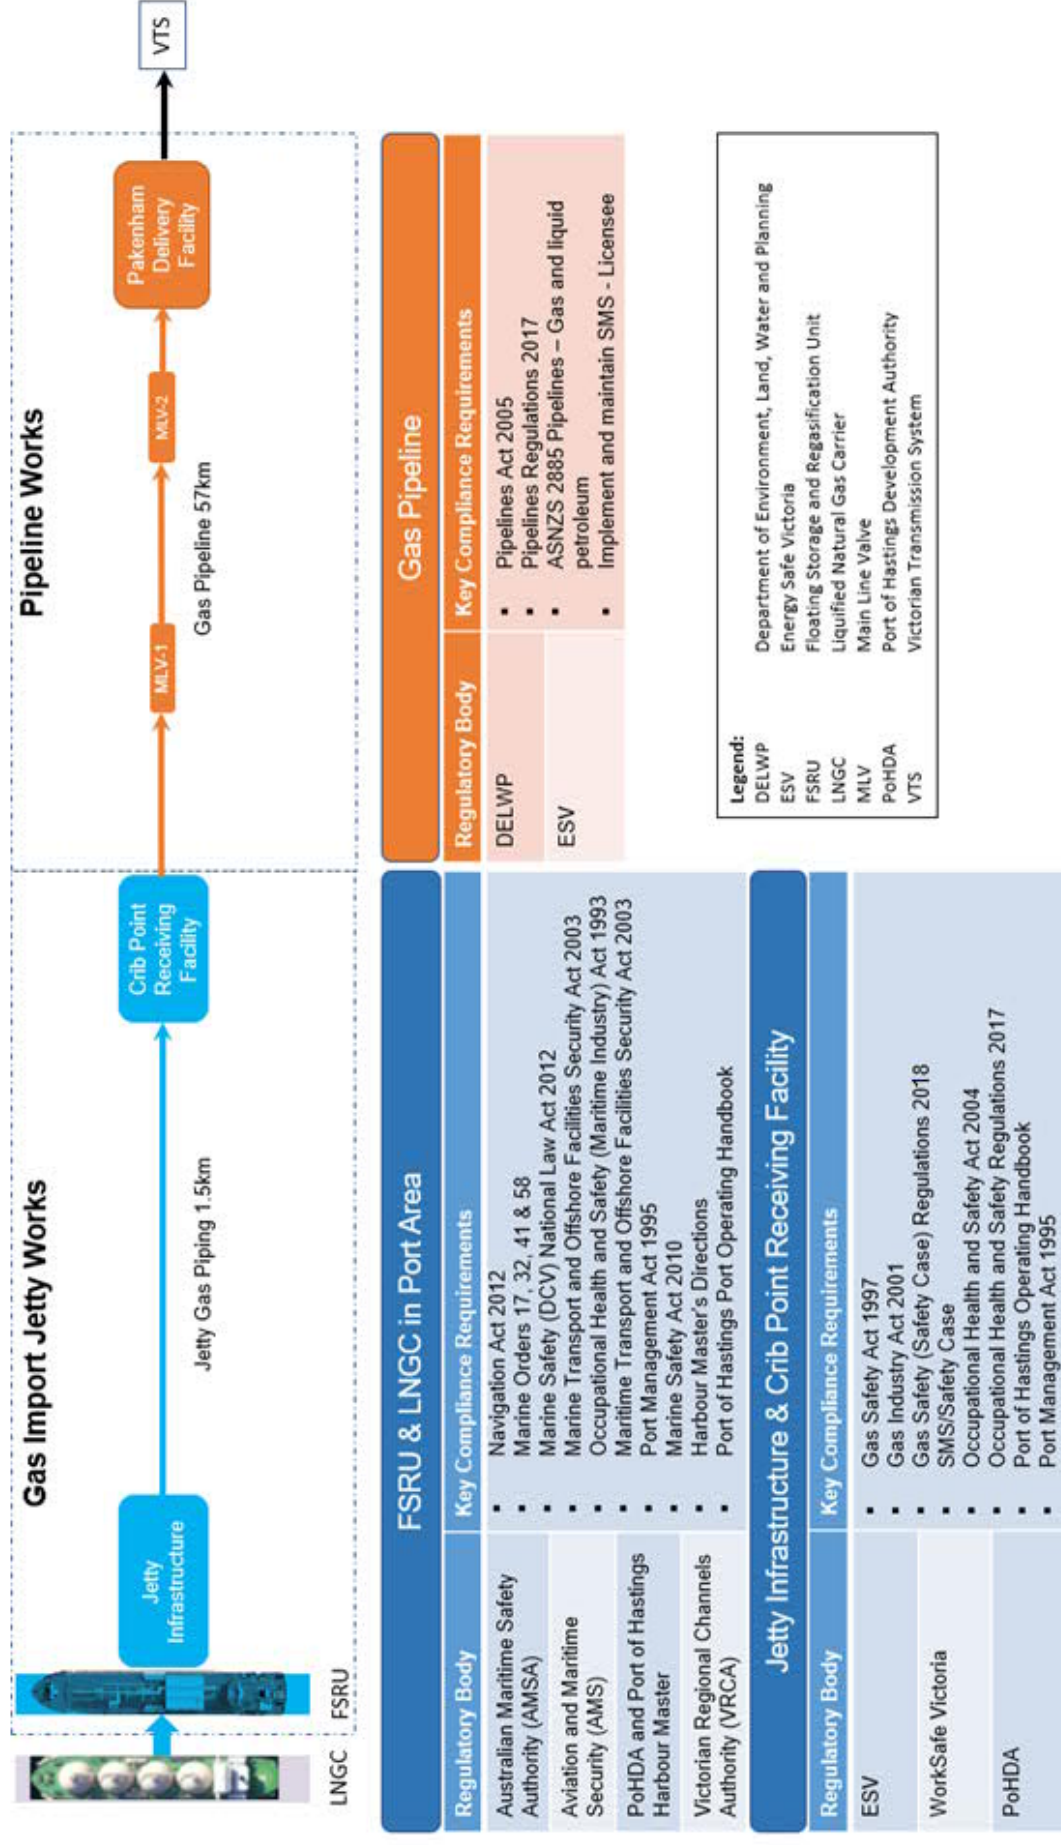 Gas Import Jetty Works
Pipeline Works
LNGC
FSRU
Jetty
Infrastructure
Jetty Gas Piping 1.5km
Crib Point
Receiving
Facility
MLV-1
Gas Pipeline 57km
MLV-2
Pakenham
Delivery
Facility
VTS
FSRU & LNGC in Port Area
Regulatory Body
Key Compliance Requirements
Australian Maritime Safety
Authority (AMSA)
Aviation and Maritime
Security (AMS)
PoHDA and Port of Hastings
Harbour Master
Victorian Regional Channels
Authority (VRCA)
▪ Navigation Act 2012
▪ Marine Orders 17, 32, 41 & 58
▪ Marine Safety (DCV) National Law Act 2012
▪ Marine Transport and Offshore Facilities Security Act 2003
▪ Occupational Health and Safety (Maritime Industry) Act 1993
▪ Maritime Transport and Offshore Facilities Security Act 2003
▪ Port Management Act 1995
▪ Marine Safety Act 2010
▪ Harbour Master's Directions
▪ Port of Hastings Port Operating Handbook
Jetty Infrastructure & Crib Point Receiving Facility
Regulatory Body
Key Compliance Requirements
ESV
WorkSafe Victoria
PoHDA
▪ Gas Safety Act 1997
▪ Gas Industry Act 2001
▪ Gas Safety (Safety Case) Regulations 2018
▪ SMS/Safety Case
▪ Occupational Health and Safety Act 2004
▪ Occupational Health and Safety Regulations 2017
▪ Port of Hastings Operating Handbook
▪ Port Management Act 1995
Gas Pipeline
Regulatory Body
Key Compliance Requirements
DELWP
ESV
▪ Pipelines Act 2005
▪ Pipelines Regulations 2017
▪ ASNZS 2885 Pipelines – Gas and liquid
petroleum
▪ Implement and maintain SMS - Licensee
Legend:
DELWP Department of Environment, Land, Water and Planning
ESV Energy Safe Victoria
FSRU Floating Storage and Regasification Unit
LNGC Liquified Natural Gas Carrier
MLV Main Line Valve
PoHDA Port of Hastings Development Authority
VTS Victorian Transmission System